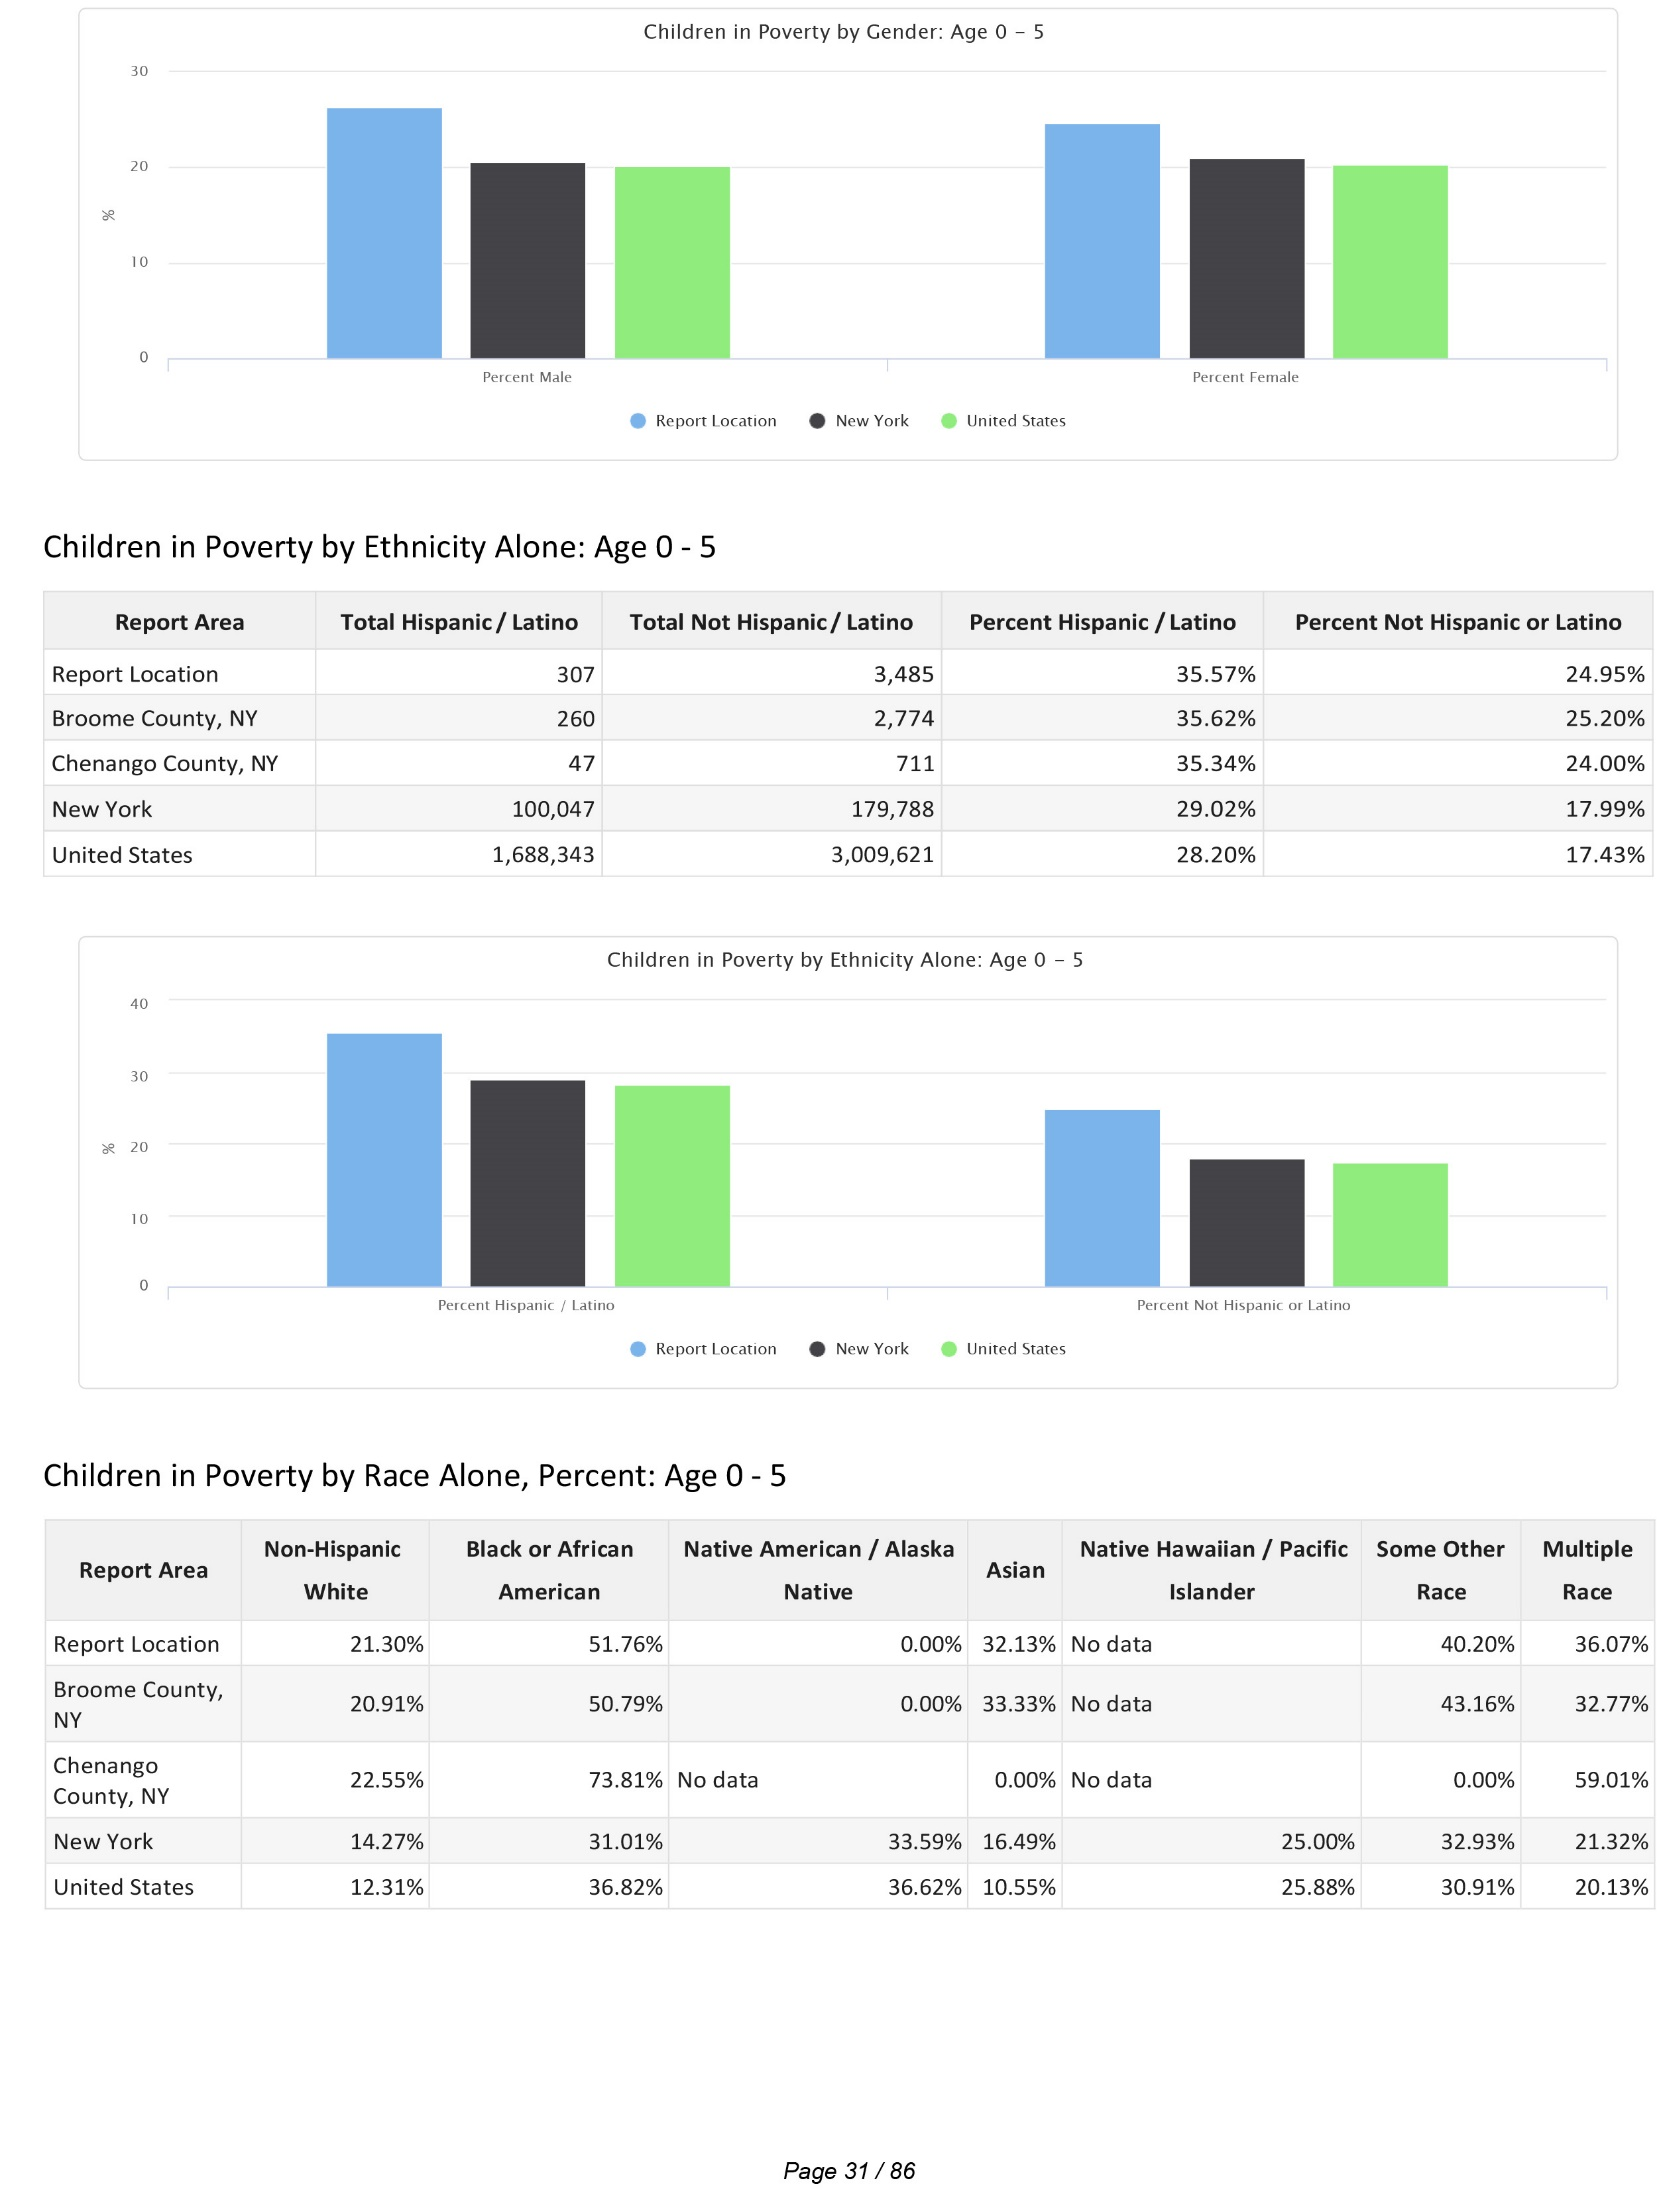 Children in Poverty by Gender: Age 0 – 5
30
20
10
0
%
Percent Male
Percent Female
Report Location
New York
United States
Children in Poverty by Ethnicity Alone: Age 0 - 5
Report Area Total Hispanic / Latino Total Not Hispanic / Latino Percent Hispanic / Latino Percent Not Hispanic or Latino
Report Location 307 3,485 35.57% 24.95%
Broome County, NY 260 2,774 35.62% 25.20%
Chenango County, NY 47 711 35.34% 24.00%
New York 100,047 179,788 29.02% 17.99%
United States 1,688,343 3,009,621 28.20% 17.43%
Children in Poverty by Ethnicity Alone: Age 0 – 5
40
30
20
10
0
%
Percent Hispanic / Latino
Percent Not Hispanic or Latino
Report Location
New York
United States
Children in Poverty by Race Alone, Percent: Age 0 - 5
Report Area
Non-Hispanic
White
Black or African
American
Native American / Alaska
Native
Asian
Native Hawaiian / Pacific
Islander
Some Other
Race
Multiple
Race
Report Location 21.30% 51.76% 0.00% 32.13% No data 40.20% 36.07%
Broome County,
NY
20.91% 50.79% 0.00% 33.33% No data 43.16% 32.77%
Chenango
County, NY
22.55% 73.81% No data 0.00% No data 0.00% 59.01%
New York 14.27% 31.01% 33.59% 16.49% 25.00% 32.93% 21.32%
United States 12.31% 36.82% 36.62% 10.55% 25.88% 30.91% 20.13%
Page 31 / 86